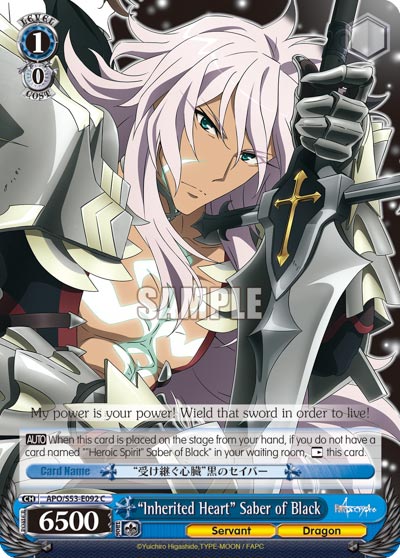 LEVEL
1
0
COST
SAMPLE
My power is your power! Wield that sword in order to live!
AUTO When this card is placed on the stage from your hand, if you do not have a
card named "“Heroic Spirit” Saber of Black" in your waiting room, this card.
Card Name “受け継ぐ心臓”黒のセイバー
CH APO/S53-E092 C
“Inherited Heart” Saber of Black
Fate Apocrypha
POWER 6500 SOUL
Servant Dragon
©Yuichiro Higashide,TYPE-MOON / FAPC